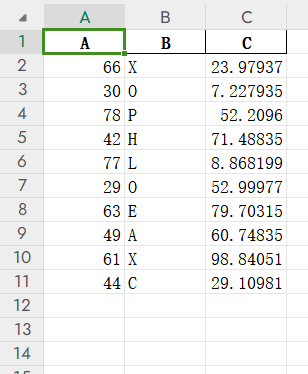 A B C
1 A B C
2 66 X 23.97937
3 30 O 7.227935
4 78 P 52.2096
5 42 H 71.48835
6 77 L 8.868199
7 29 O 52.99977
8 63 E 79.70315
9 49 A 60.74835
10 61 X 98.84051
11 44 C 29.10981
12
13
14